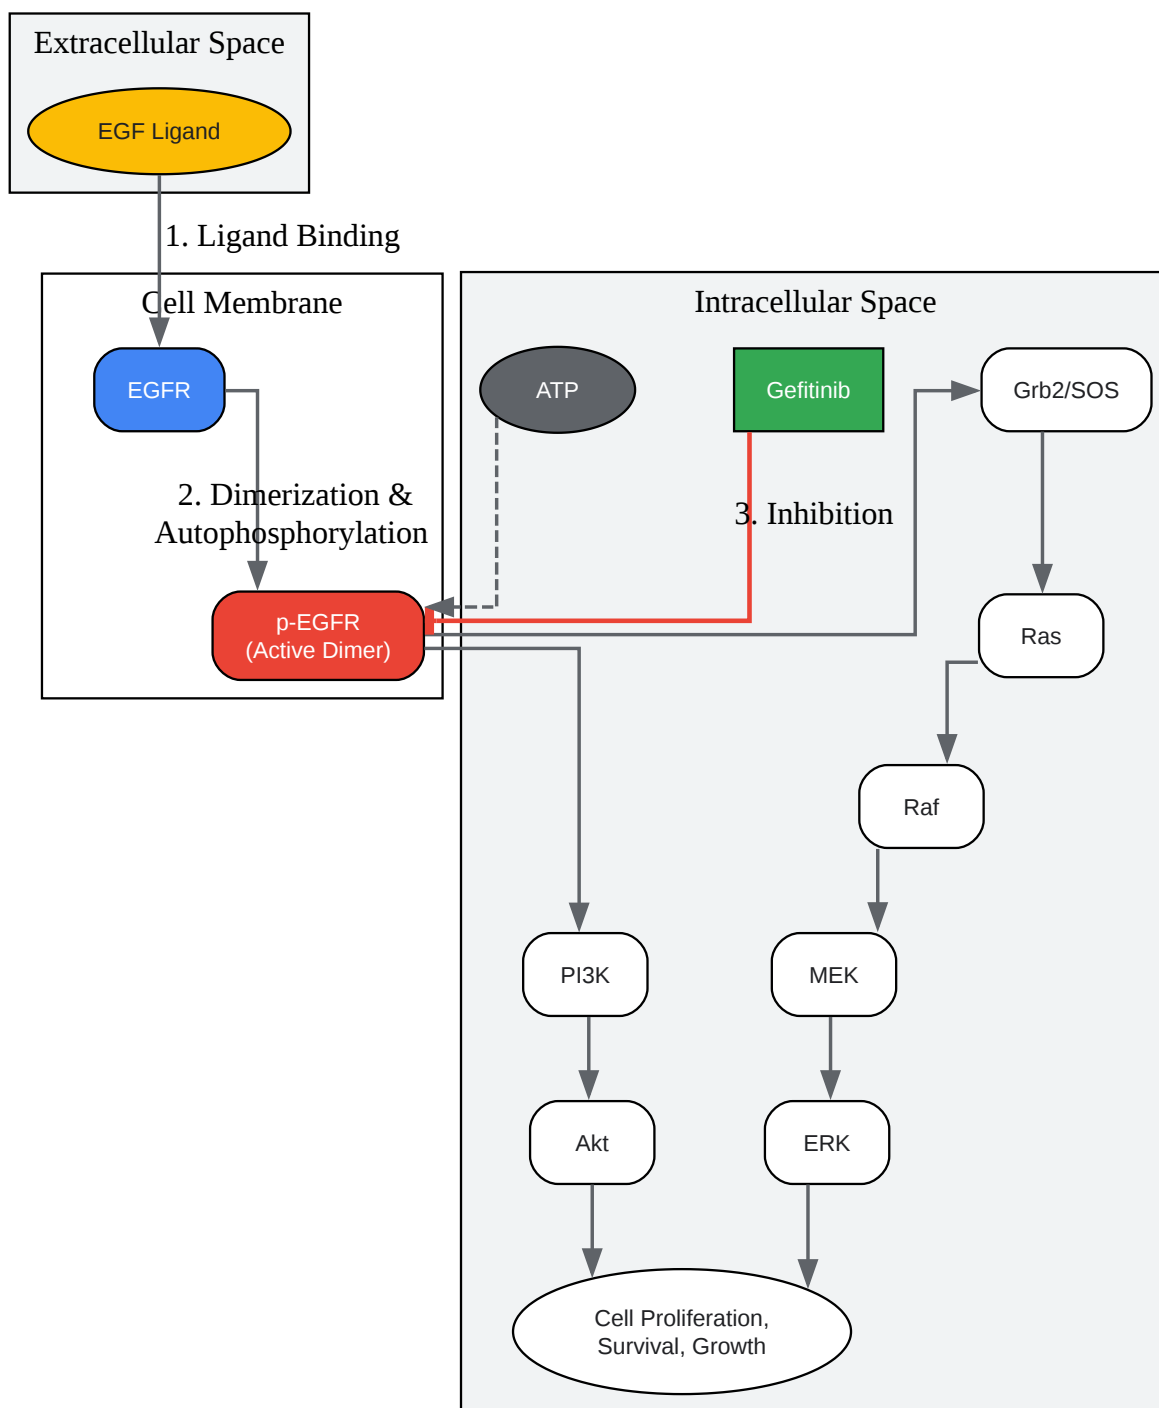 Extracellular Space
EGF Ligand
1. Ligand Binding
Cell Membrane
Intracellular Space
EGFR
ATP
Gefitinib
Grb2/SOS
2. Dimerization &
Autophosphorylation
3. Inhibition
p-EGFR
(Active Dimer)
Ras
Raf
PI3K
MEK
Akt
ERK
Cell Proliferation,
Survival, Growth